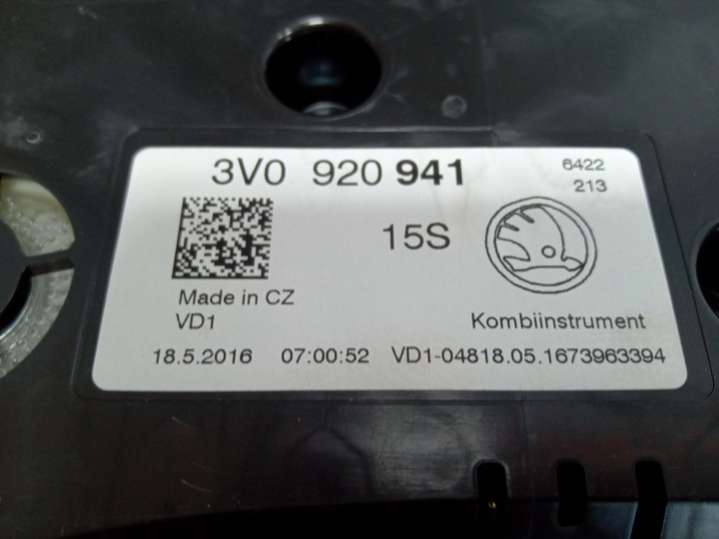 3V0 920 941
6422
213
15S
Made in CZ
VD1
Kombiinstrument
18.5.2016 07:00:52 VD1-04818.05.1673963394